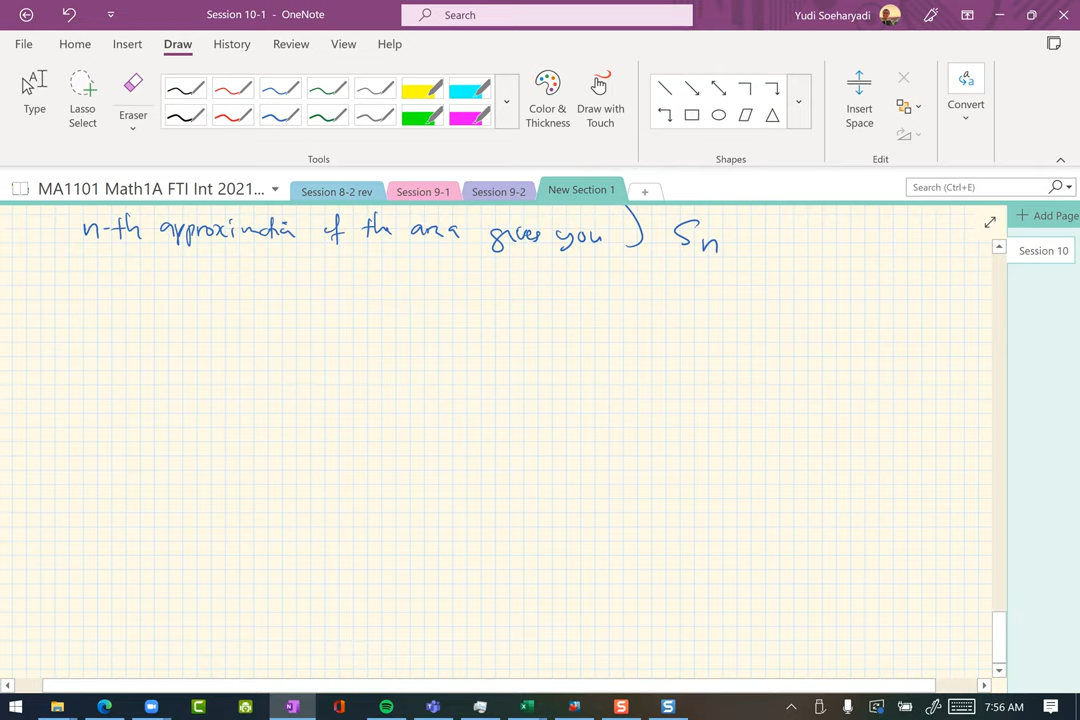 Session 10-1 - OneNote
Search
Yudi Soeharyadi
File Home Insert Draw History Review View Help
Type
Lasso Select
Eraser
Color & Thickness
Draw with Touch
Insert Space
Convert
Tools
Shapes
Edit
MA1101 Math1A FTI Int 2021...
Session 8-2 rev
Session 9-1
Session 9-2
New Section 1
Search (Ctrl+E)
Add Page
Session 10
n-th approximation of the area gives you ) Sn
7:56 AM